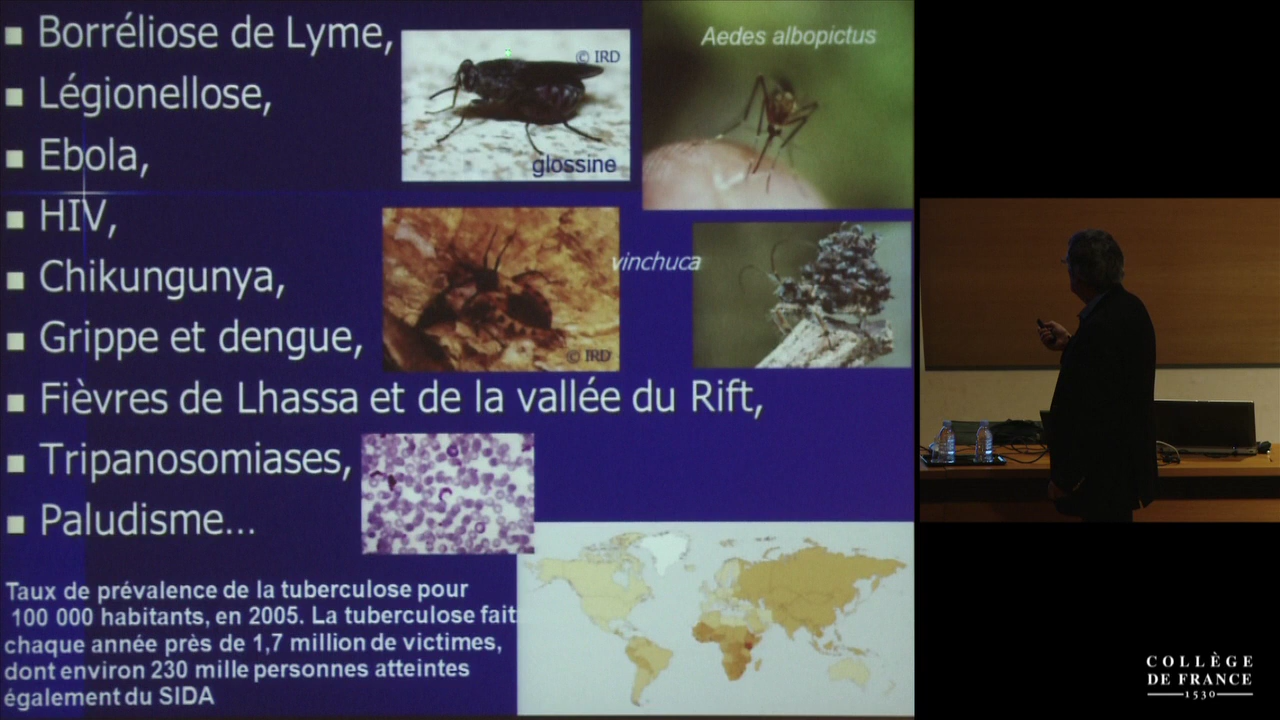 Borréliose de Lyme,
Légionellose,
Ebola,
HIV,
Chikungunya,
Grippe et dengue,
Fièvres de Lhassa et de la vallée du Rift,
Tripanosomiases,
Paludisme...
© IRD
glossine
Aedes albopictus
vinchuca
© IRD
Taux de prévalence de la tuberculose pour
100 000 habitants, en 2005. La tuberculose fait
chaque année près de 1,7 million de victimes,
dont environ 230 mille personnes atteintes
également du SIDA
COLLÈGE
DE FRANCE
1530